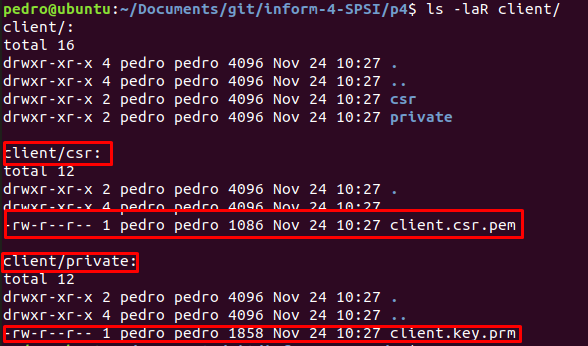 pedro@ubuntu:~/Documents/git/inform-4-SPSI/p4$ ls -laR client/
client/:
total 16
drwxr-xr-x 4 pedro pedro 4096 Nov 24 10:27 .
drwxr-xr-x 4 pedro pedro 4096 Nov 24 10:27 ..
drwxr-xr-x 2 pedro pedro 4096 Nov 24 10:27 csr
drwxr-xr-x 2 pedro pedro 4096 Nov 24 10:27 private
client/csr:
total 12
drwxr-xr-x 2 pedro pedro 4096 Nov 24 10:27 .
drwxr-xr-x 4 pedro pedro 4096 Nov 24 10:27
-rw-r--r-- 1 pedro pedro 1086 Nov 24 10:27 client.csr.pem
client/private:
total 12
drwxr-xr-x 2 pedro pedro 4096 Nov 24 10:27 .
drwxr-xr-x 4 pedro pedro 4096 Nov 24 10:27 ..
-rw-r--r-- 1 pedro pedro 1858 Nov 24 10:27 client.key.prm